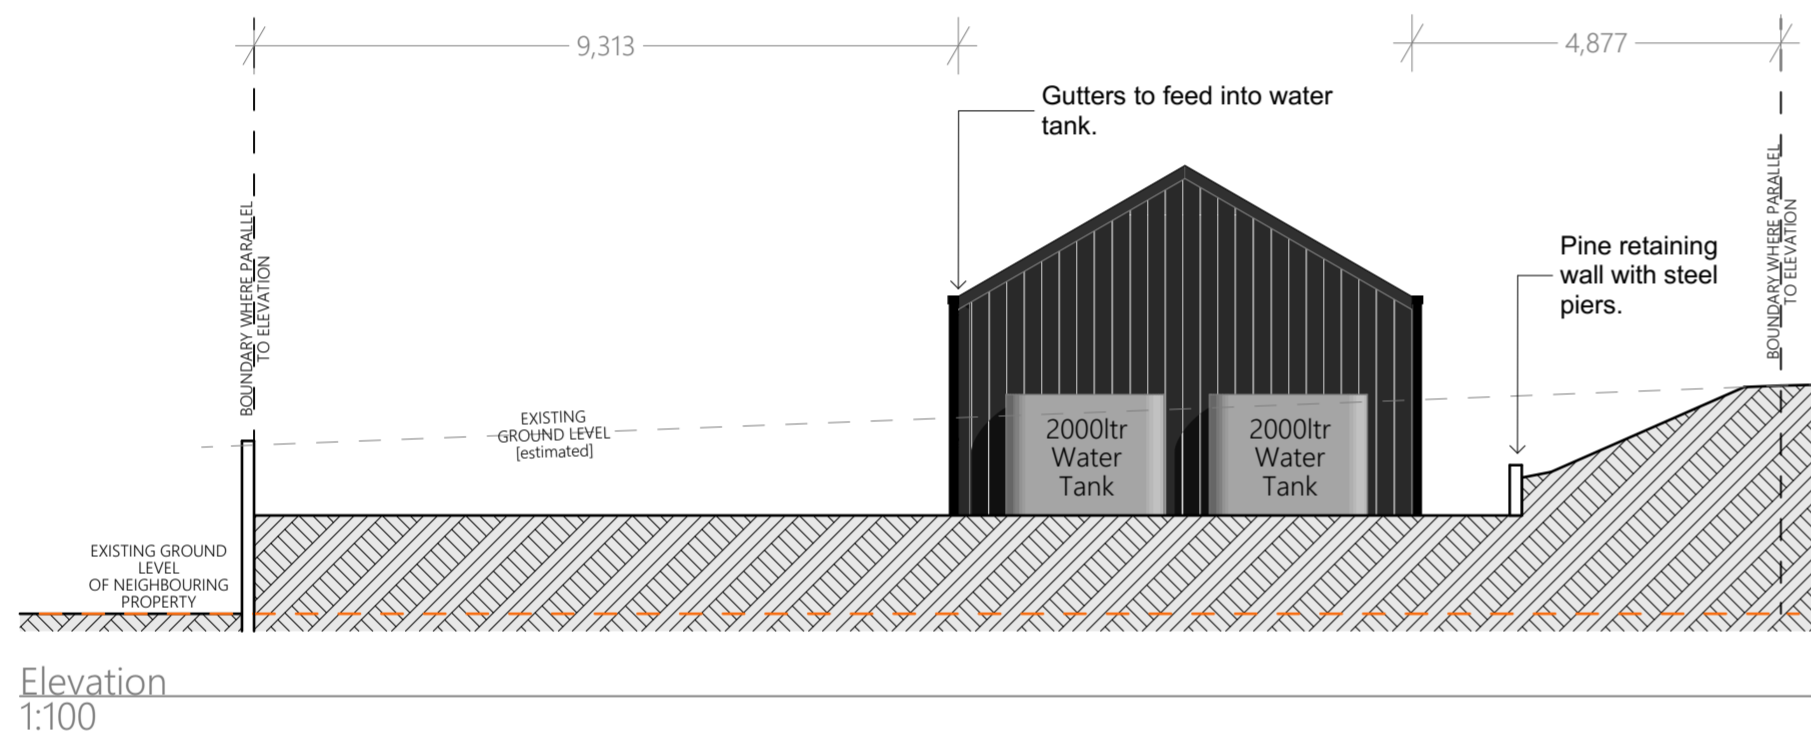 9,313
4,877
Gutters to feed into water
tank.
BOUNDARY WHERE PARALLEL
TO ELEVATION
Pine retaining
wall with steel
piers.
BOUNDARY WHERE PARALLEL
TO ELEVATION
EXISTING
GROUND LEVEL
[estimated]
2000ltr
Water
Tank
2000ltr
Water
Tank
EXISTING GROUND
LEVEL
OF NEIGHBOURING
PROPERTY
Elevation
1:100